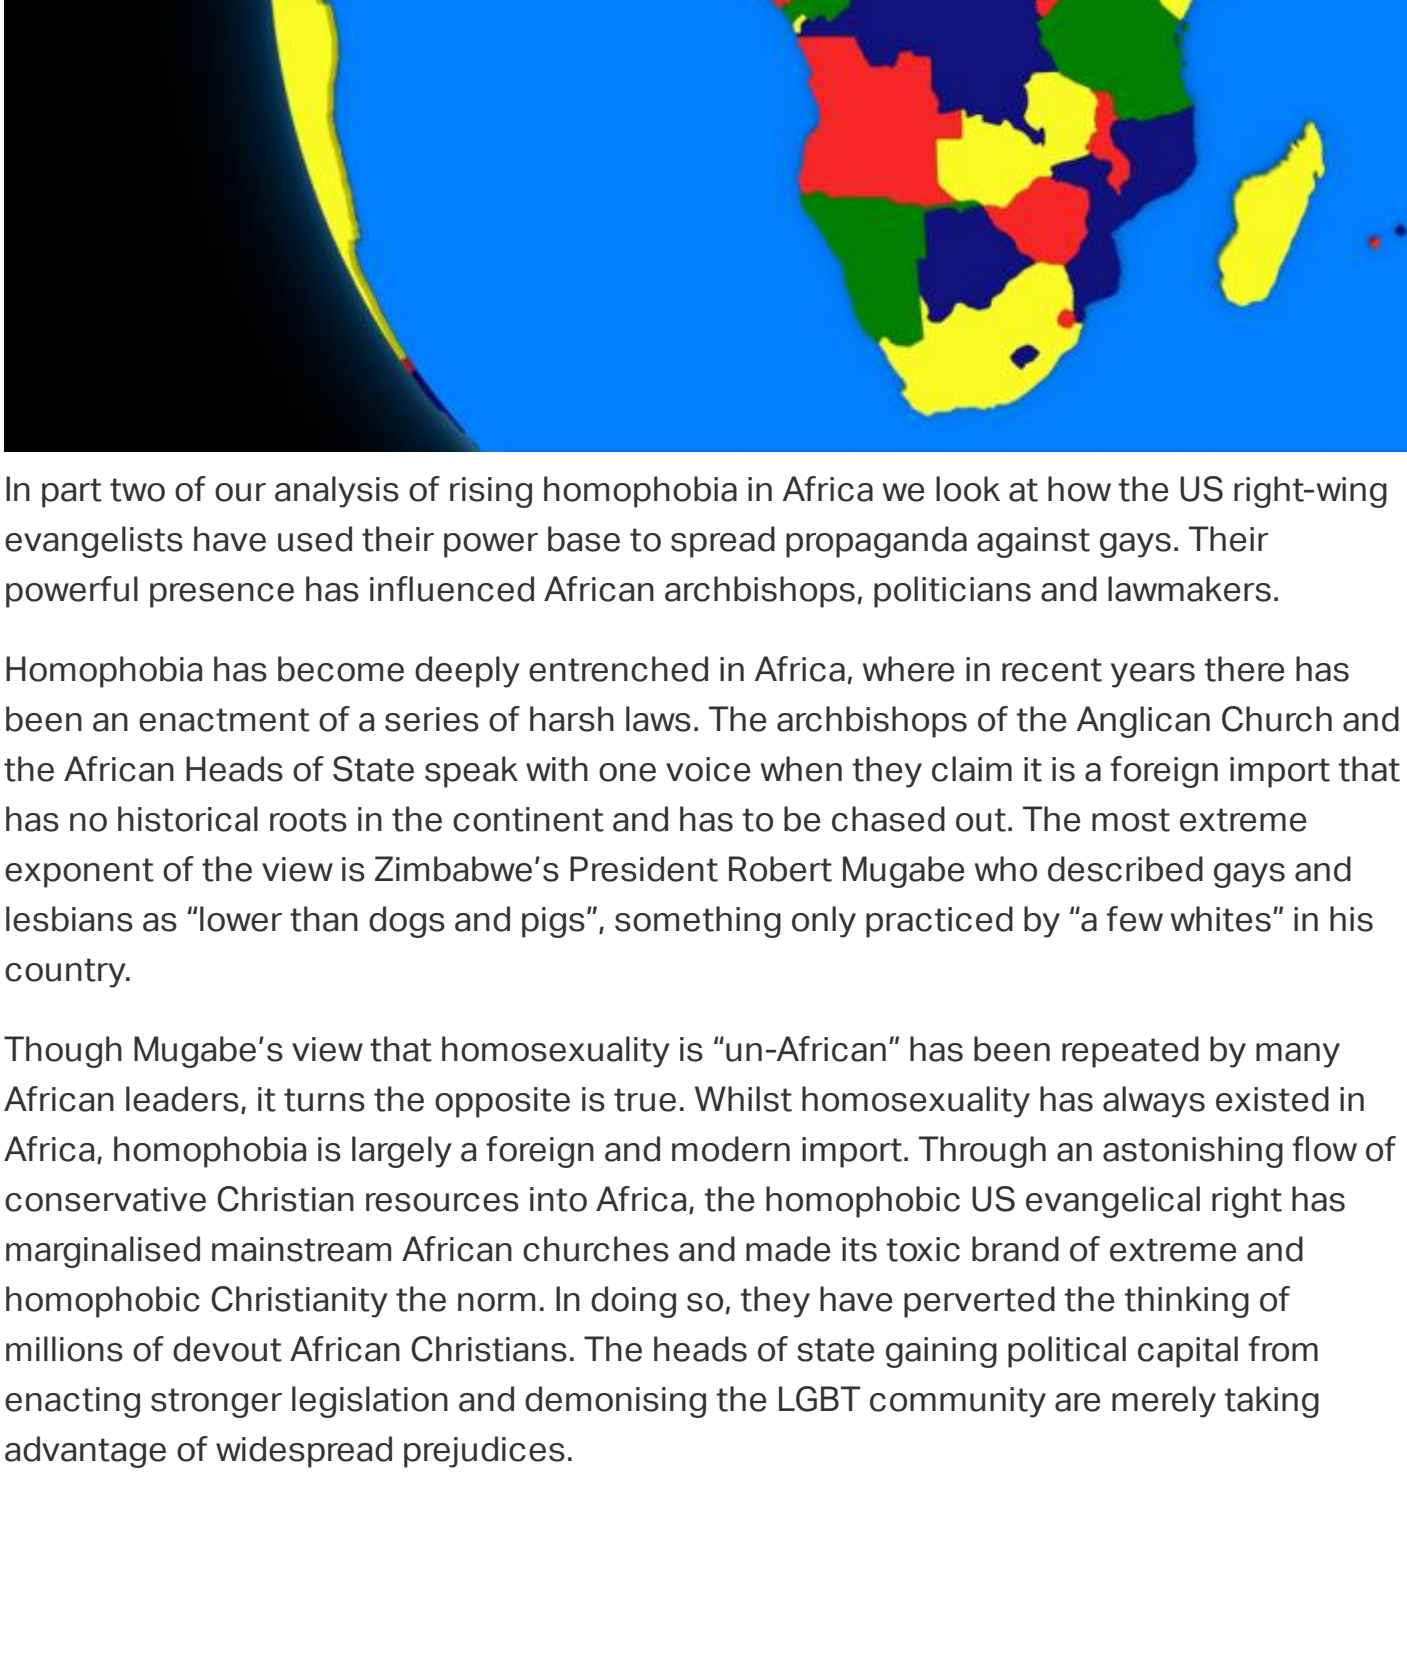 In part two of our analysis of rising homophobia in Africa we look at how the US right-wing
evangelists have used their power base to spread propaganda against gays. Their
powerful presence has influenced African archbishops, politicians and lawmakers.
Homophobia has become deeply entrenched in Africa, where in recent years there has
been an enactment of a series of harsh laws. The archbishops of the Anglican Church and
the African Heads of State speak with one voice when they claim it is a foreign import that
has no historical roots in the continent and has to be chased out. The most extreme
exponent of the view is Zimbabwe’s President Robert Mugabe who described gays and
lesbians as “lower than dogs and pigs”, something only practiced by “a few whites” in his
country.
Though Mugabe’s view that homosexuality is “un-African” has been repeated by many
African leaders, it turns the opposite is true. Whilst homosexuality has always existed in
Africa, homophobia is largely a foreign and modern import. Through an astonishing flow of
conservative Christian resources into Africa, the homophobic US evangelical right has
marginalised mainstream African churches and made its toxic brand of extreme and
homophobic Christianity the norm. In doing so, they have perverted the thinking of
millions of devout African Christians. The heads of state gaining political capital from
enacting stronger legislation and demonising the LGBT community are merely taking
advantage of widespread prejudices.